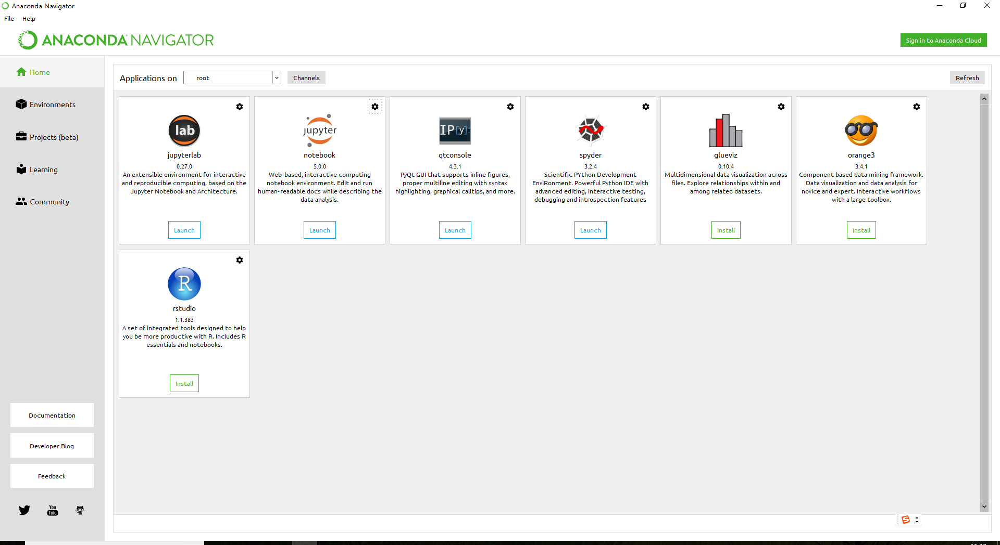 Anaconda Navigator
File Help
ANACONDA NAVIGATOR
Sign in to Anaconda Cloud
Home
Environments
Projects (beta)
Learning
Community
Documentation
Developer Blog
Feedback
You
Tube
Applications on root Channels Refresh
lab
jupyterlab
0.27.0
An extensible environment for interactive
and reproducible computing, based on the
Jupyter Notebook and Architecture.
Launch
jupyter
notebook
5.0.0
Web-based, interactive computing
notebook environment. Edit and run
human-readable docs while describing the
data analysis.
Launch
IP[y]:
qtconsole
4.3.1
PyQt GUI that supports inline figures,
proper multiline editing with syntax
highlighting, graphical calltips, and more.
Launch
spyder
3.2.4
Scientific PYthon Development
EnviRonment. Powerful Python IDE with
advanced editing, interactive testing,
debugging and introspection features
Launch
glueviz
0.10.4
Multidimensional data visualization across
files. Explore relationships within and
among related datasets.
Install
orange3
3.4.1
Component based data mining framework.
Data visualization and data analysis for
novice and expert. Interactive workflows
with a large toolbox.
Install
R
rstudio
1.1.383
A set of integrated tools designed to help
you be more productive with R. Includes R
essentials and notebooks.
Install
S